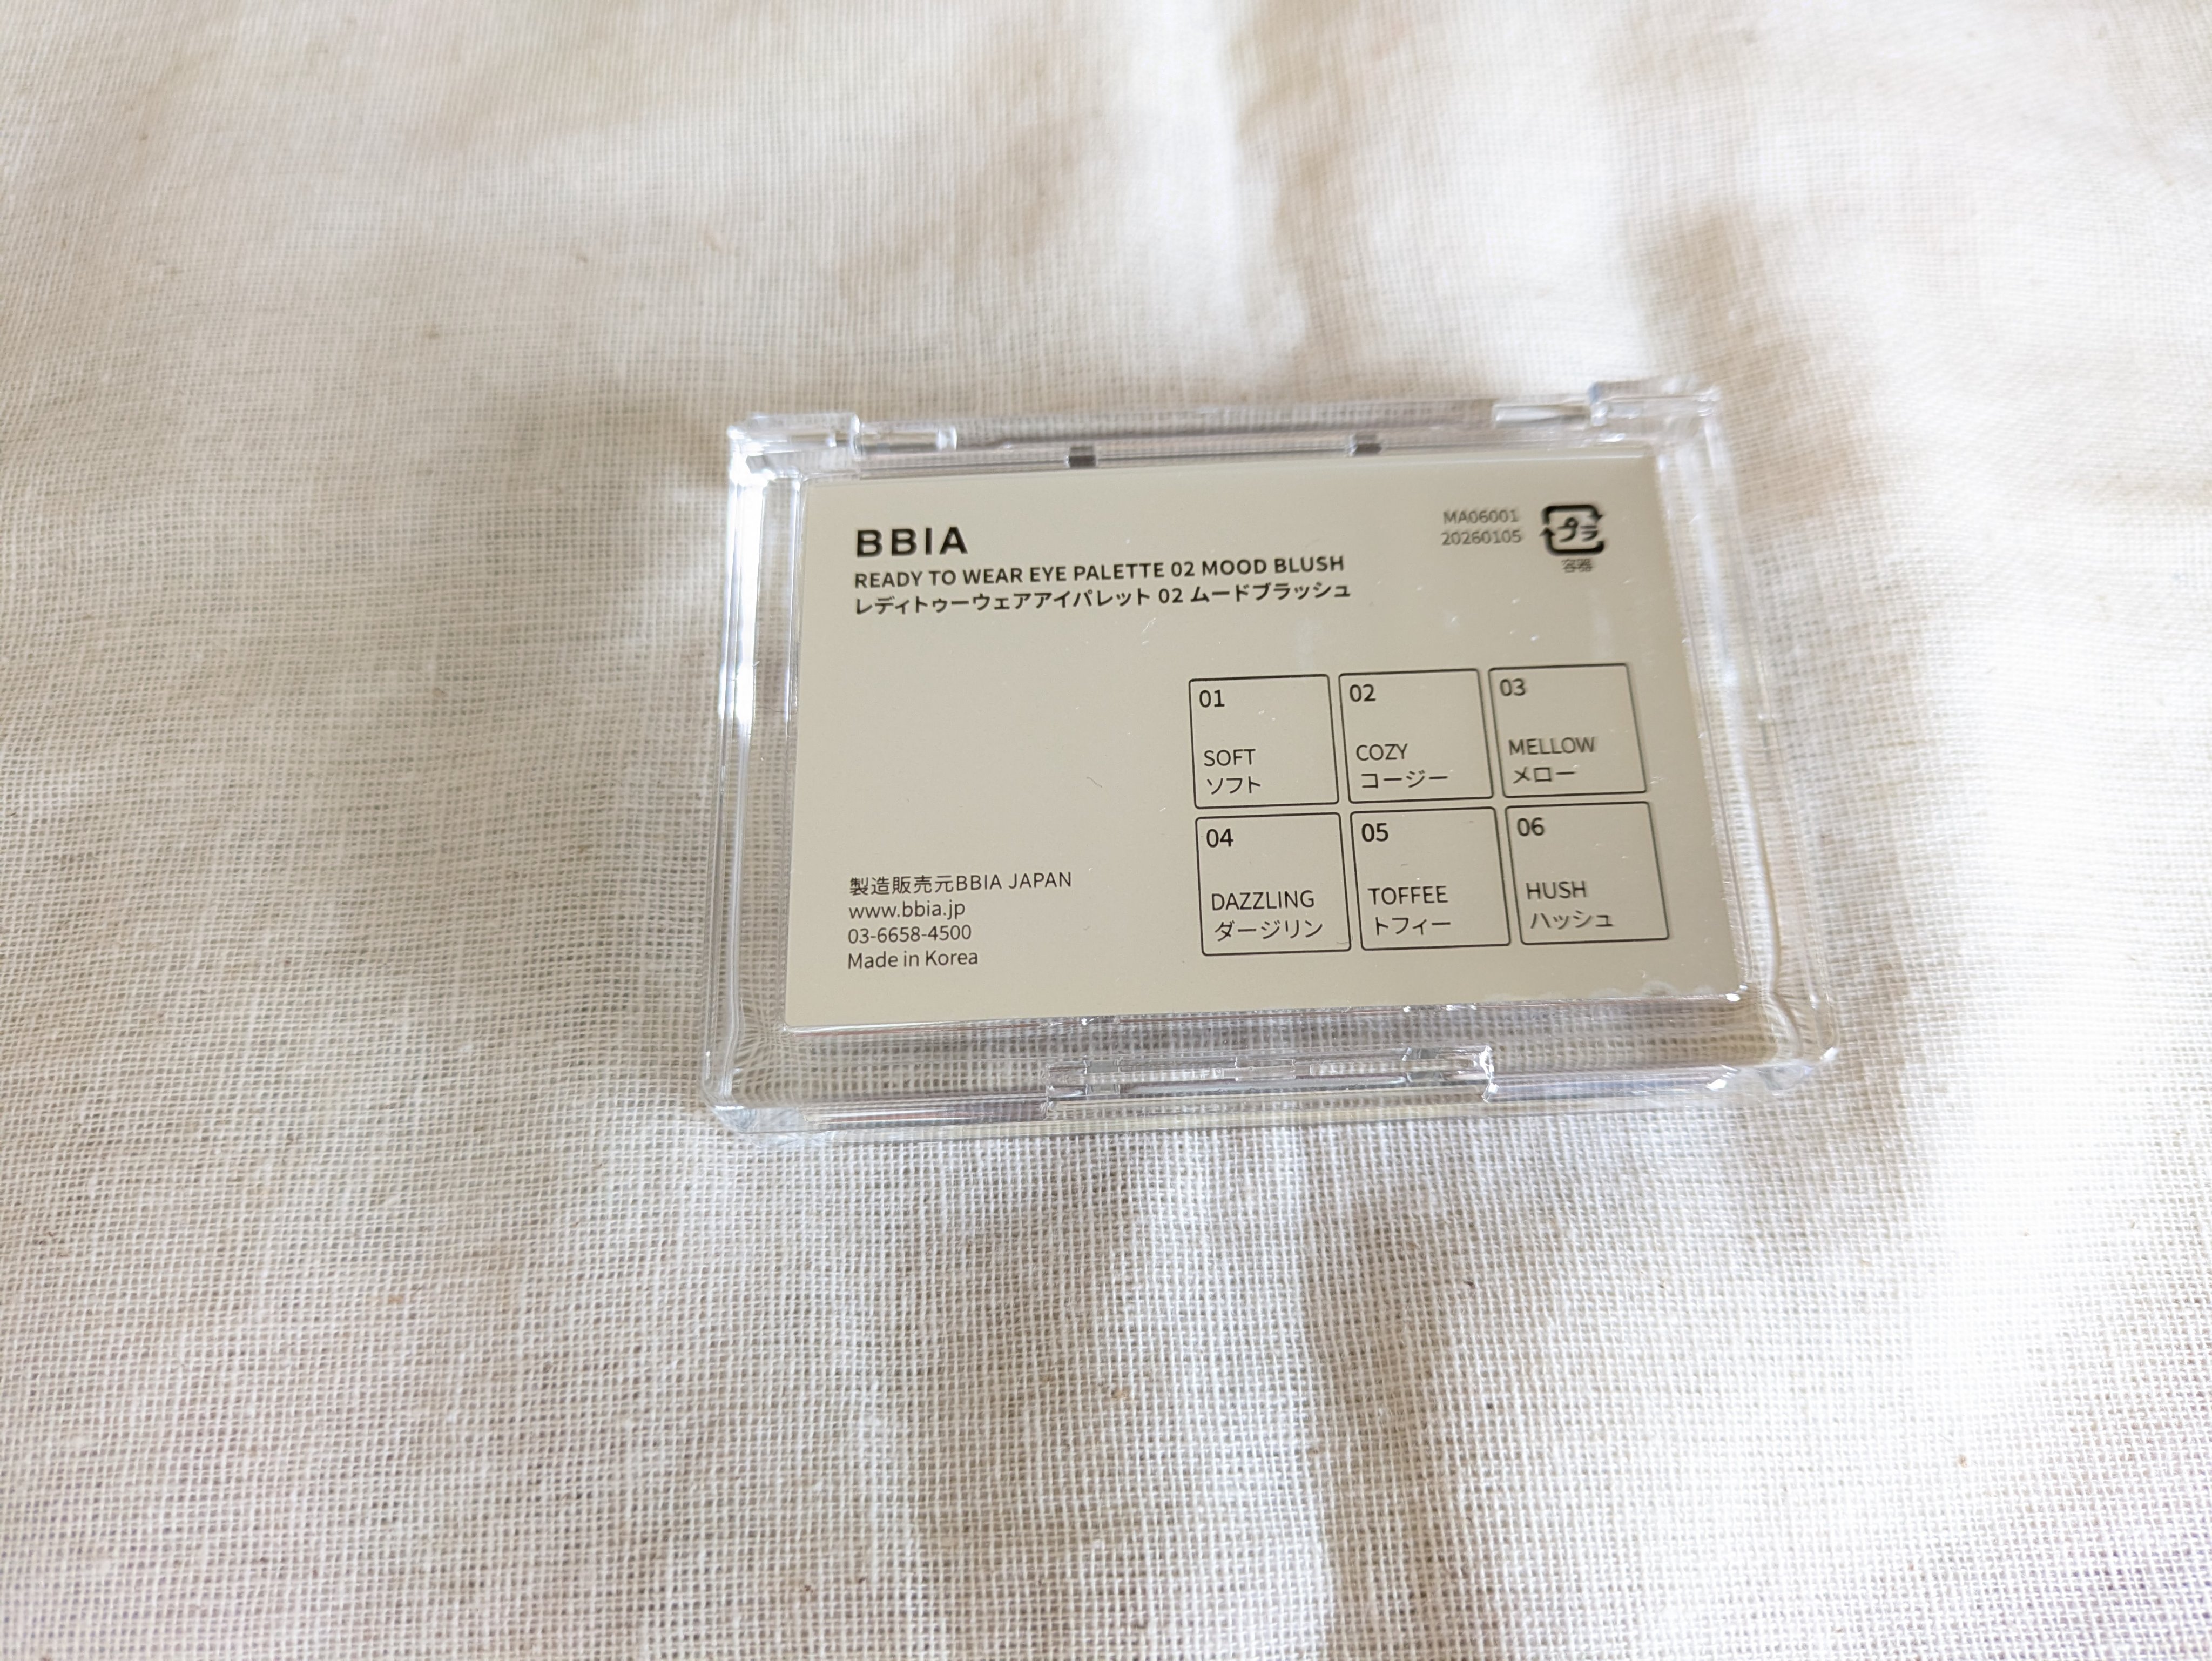 BBIA
READY TO WEAR EYE PALETTE 02 MOOD BLUSH
レディトゥーウェアアイパレット 02 ムードブラッシュ
MA06001
20260105
プラ
容器
01
SOFT
ソフト
02
COZY
コージー
03
MELLOW
メロー
04
DAZZLING
ダージリン
05
TOFFEE
トフィー
06
HUSH
ハッシュ
製造販売元BBIA JAPAN
www.bbia.jp
03-6658-4500
Made in Korea